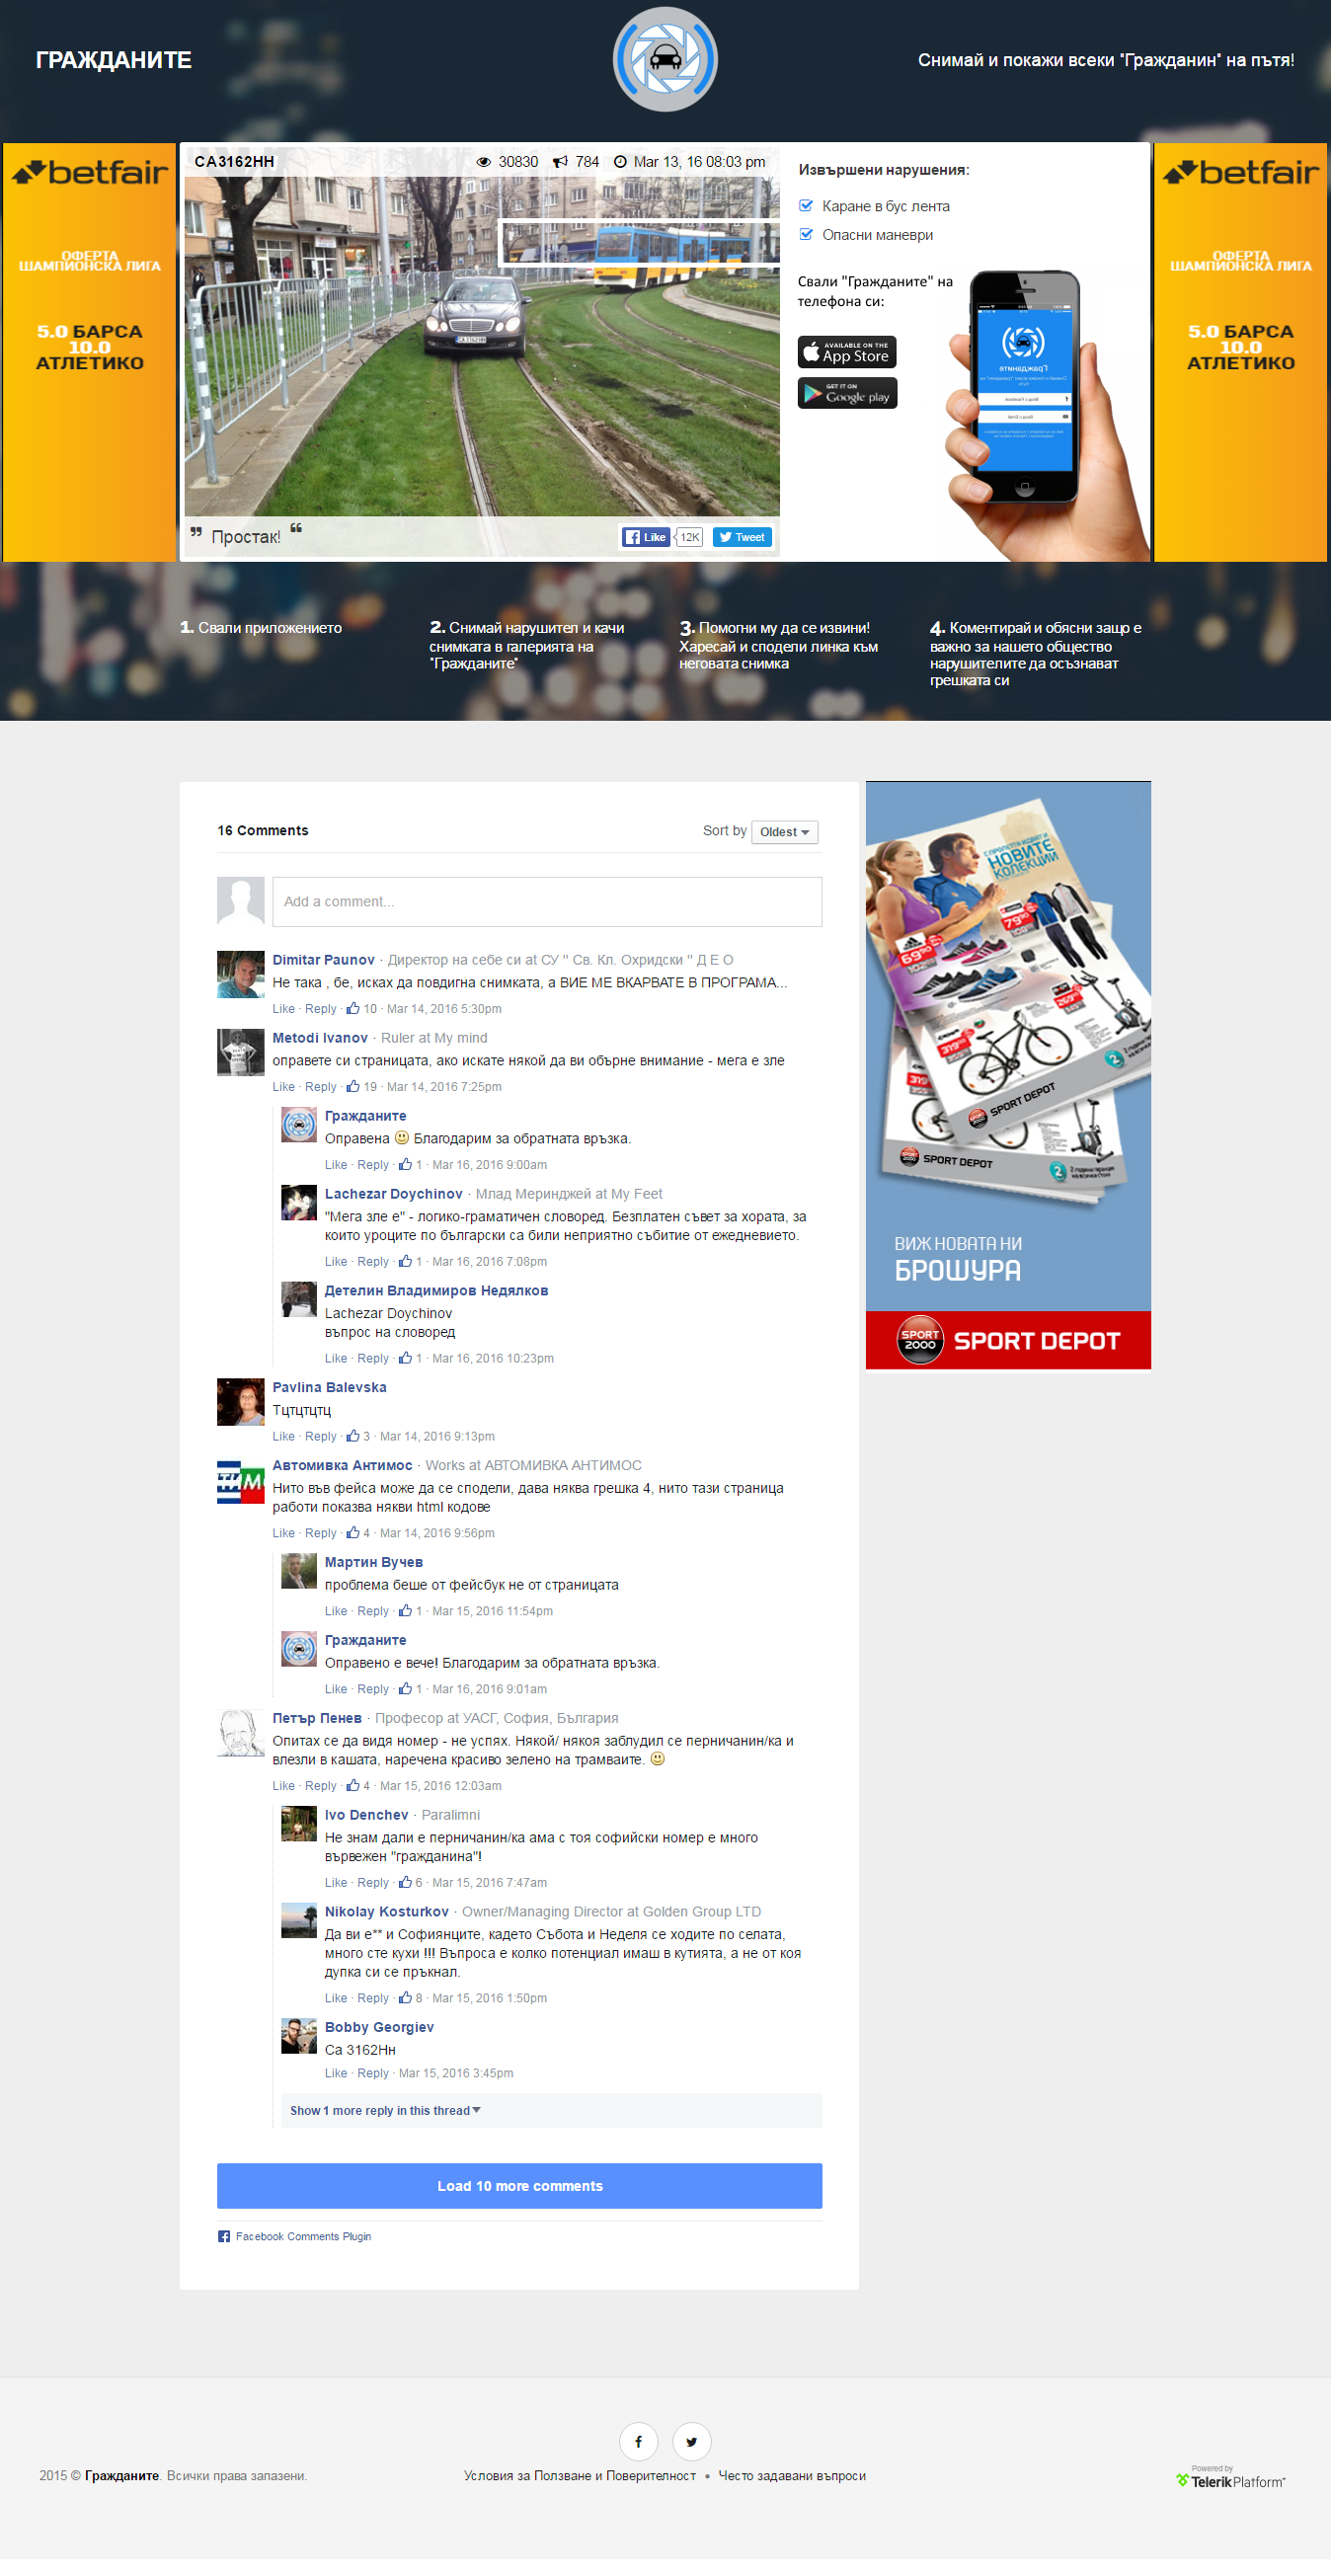 ГРАЖДАНИТЕ
Снимай и покажи всеки "Гражданин" на пътя!
betfair
ОФЕРТА
ШАМПИОНСКА ЛИГА
5.0 БАРСА
10.0
АТЛЕТИКО
CA3162HH
30830 784 Mar 13, 16 08:03 pm
CA3162HH
Простак!
Like 12K Tweet
Извършени нарушения:
Каране в бус лента
Опасни маневри
Свали "Гражданите" на
телефона си:
AVAILABLE ON THE
App Store
GET IT ON
Google play
betfair
ОФЕРТА
ШАМПИОНСКА ЛИГА
5.0 БАРСА
10.0
АТЛЕТИКО
1. Свали приложението
2. Снимай нарушител и качи
снимката в галерията на
"Гражданите"
3. Помогни му да се извини!
Харесай и сподели линка към
неговата снимка
4. Коментирай и обясни защо е
важно за нашето общество
нарушителите да осъзнават
грешката си
16 Comments
Sort by Oldest
Add a comment...
Dimitar Paunov · Директор на себе си at СУ " Св. Кл. Охридски " Д Е О
Не така , бе, исках да повдигна снимката, а ВИЕ МЕ ВКАРВАТЕ В ПРОГРАМА...
Like · Reply · 10 · Mar 14, 2016 5:30pm
Metodi Ivanov · Ruler at My mind
оправете си страницата, ако искате някой да ви обърне внимание - мега е зле
Like · Reply · 19 · Mar 14, 2016 7:25pm
Гражданите
Оправена Благодарим за обратната връзка.
Like · Reply · 1 · Mar 16, 2016 9:00am
Lachezar Doychinov · Млад Меринджей at My Feet
"Мега зле е" - логико-граматичен словоред. Безплатен съвет за хората, за
които уроците по български са били неприятно събитие от ежедневието.
Like · Reply · 1 · Mar 16, 2016 7:08pm
Детелин Владимиров Недялков
Lachezar Doychinov
въпрос на словоред
Like · Reply · 1 · Mar 16, 2016 10:23pm
Pavlina Balevska
Тцтцтцтц
Like · Reply · 3 · Mar 14, 2016 9:13pm
Автомивка Антимос · Works at АВТОМИВКА АНТИМОС
Нито във фейса може да се сподели, дава няква грешка 4, нито тази страница
работи показва някви html кодове
Like · Reply · 4 · Mar 14, 2016 9:56pm
Мартин Вучев
проблема беше от фейсбук не от страницата
Like · Reply · 1 · Mar 15, 2016 11:54pm
Гражданите
Оправено е вече! Благодарим за обратната връзка.
Like · Reply · 1 · Mar 16, 2016 9:01am
Петър Пенев · Професор at УАСГ, София, България
Опитах се да видя номер - не успях. Някой/ някоя заблудил се перничанин/ка и
влезли в кашата, наречена красиво зелено на трамваите.
Like · Reply · 4 · Mar 15, 2016 12:03am
Ivo Denchev · Paralimni
Не знам дали е перничанин/ка ама с тоя софийски номер е много
вървежен "гражданина"!
Like · Reply · 6 · Mar 15, 2016 7:47am
Nikolay Kosturkov · Owner/Managing Director at Golden Group LTD
Да ви е** и Софиянците, кадето Събота и Неделя се ходите по селата,
много сте кухи !!! Въпроса е колко потенциал имаш в кутията, а не от коя
дупка си се пръкнал.
Like · Reply · 8 · Mar 15, 2016 1:50pm
Bobby Georgiev
Са 3162Нн
Like · Reply · Mar 15, 2016 3:45pm
Show 1 more reply in this thread
Load 10 more comments
Facebook Comments Plugin
НОВИТЕ
КОЛЕКЦИИ
SPORT DEPOT
SPORT DEPOT
ВИЖ НОВАТА НИ
БРОШУРА
SPORT
2000
SPORT DEPOT
2015 © Гражданите. Всички права запазени.
Условия за Ползване и Поверителност • Често задавани въпроси
Powered by
Telerik Platform